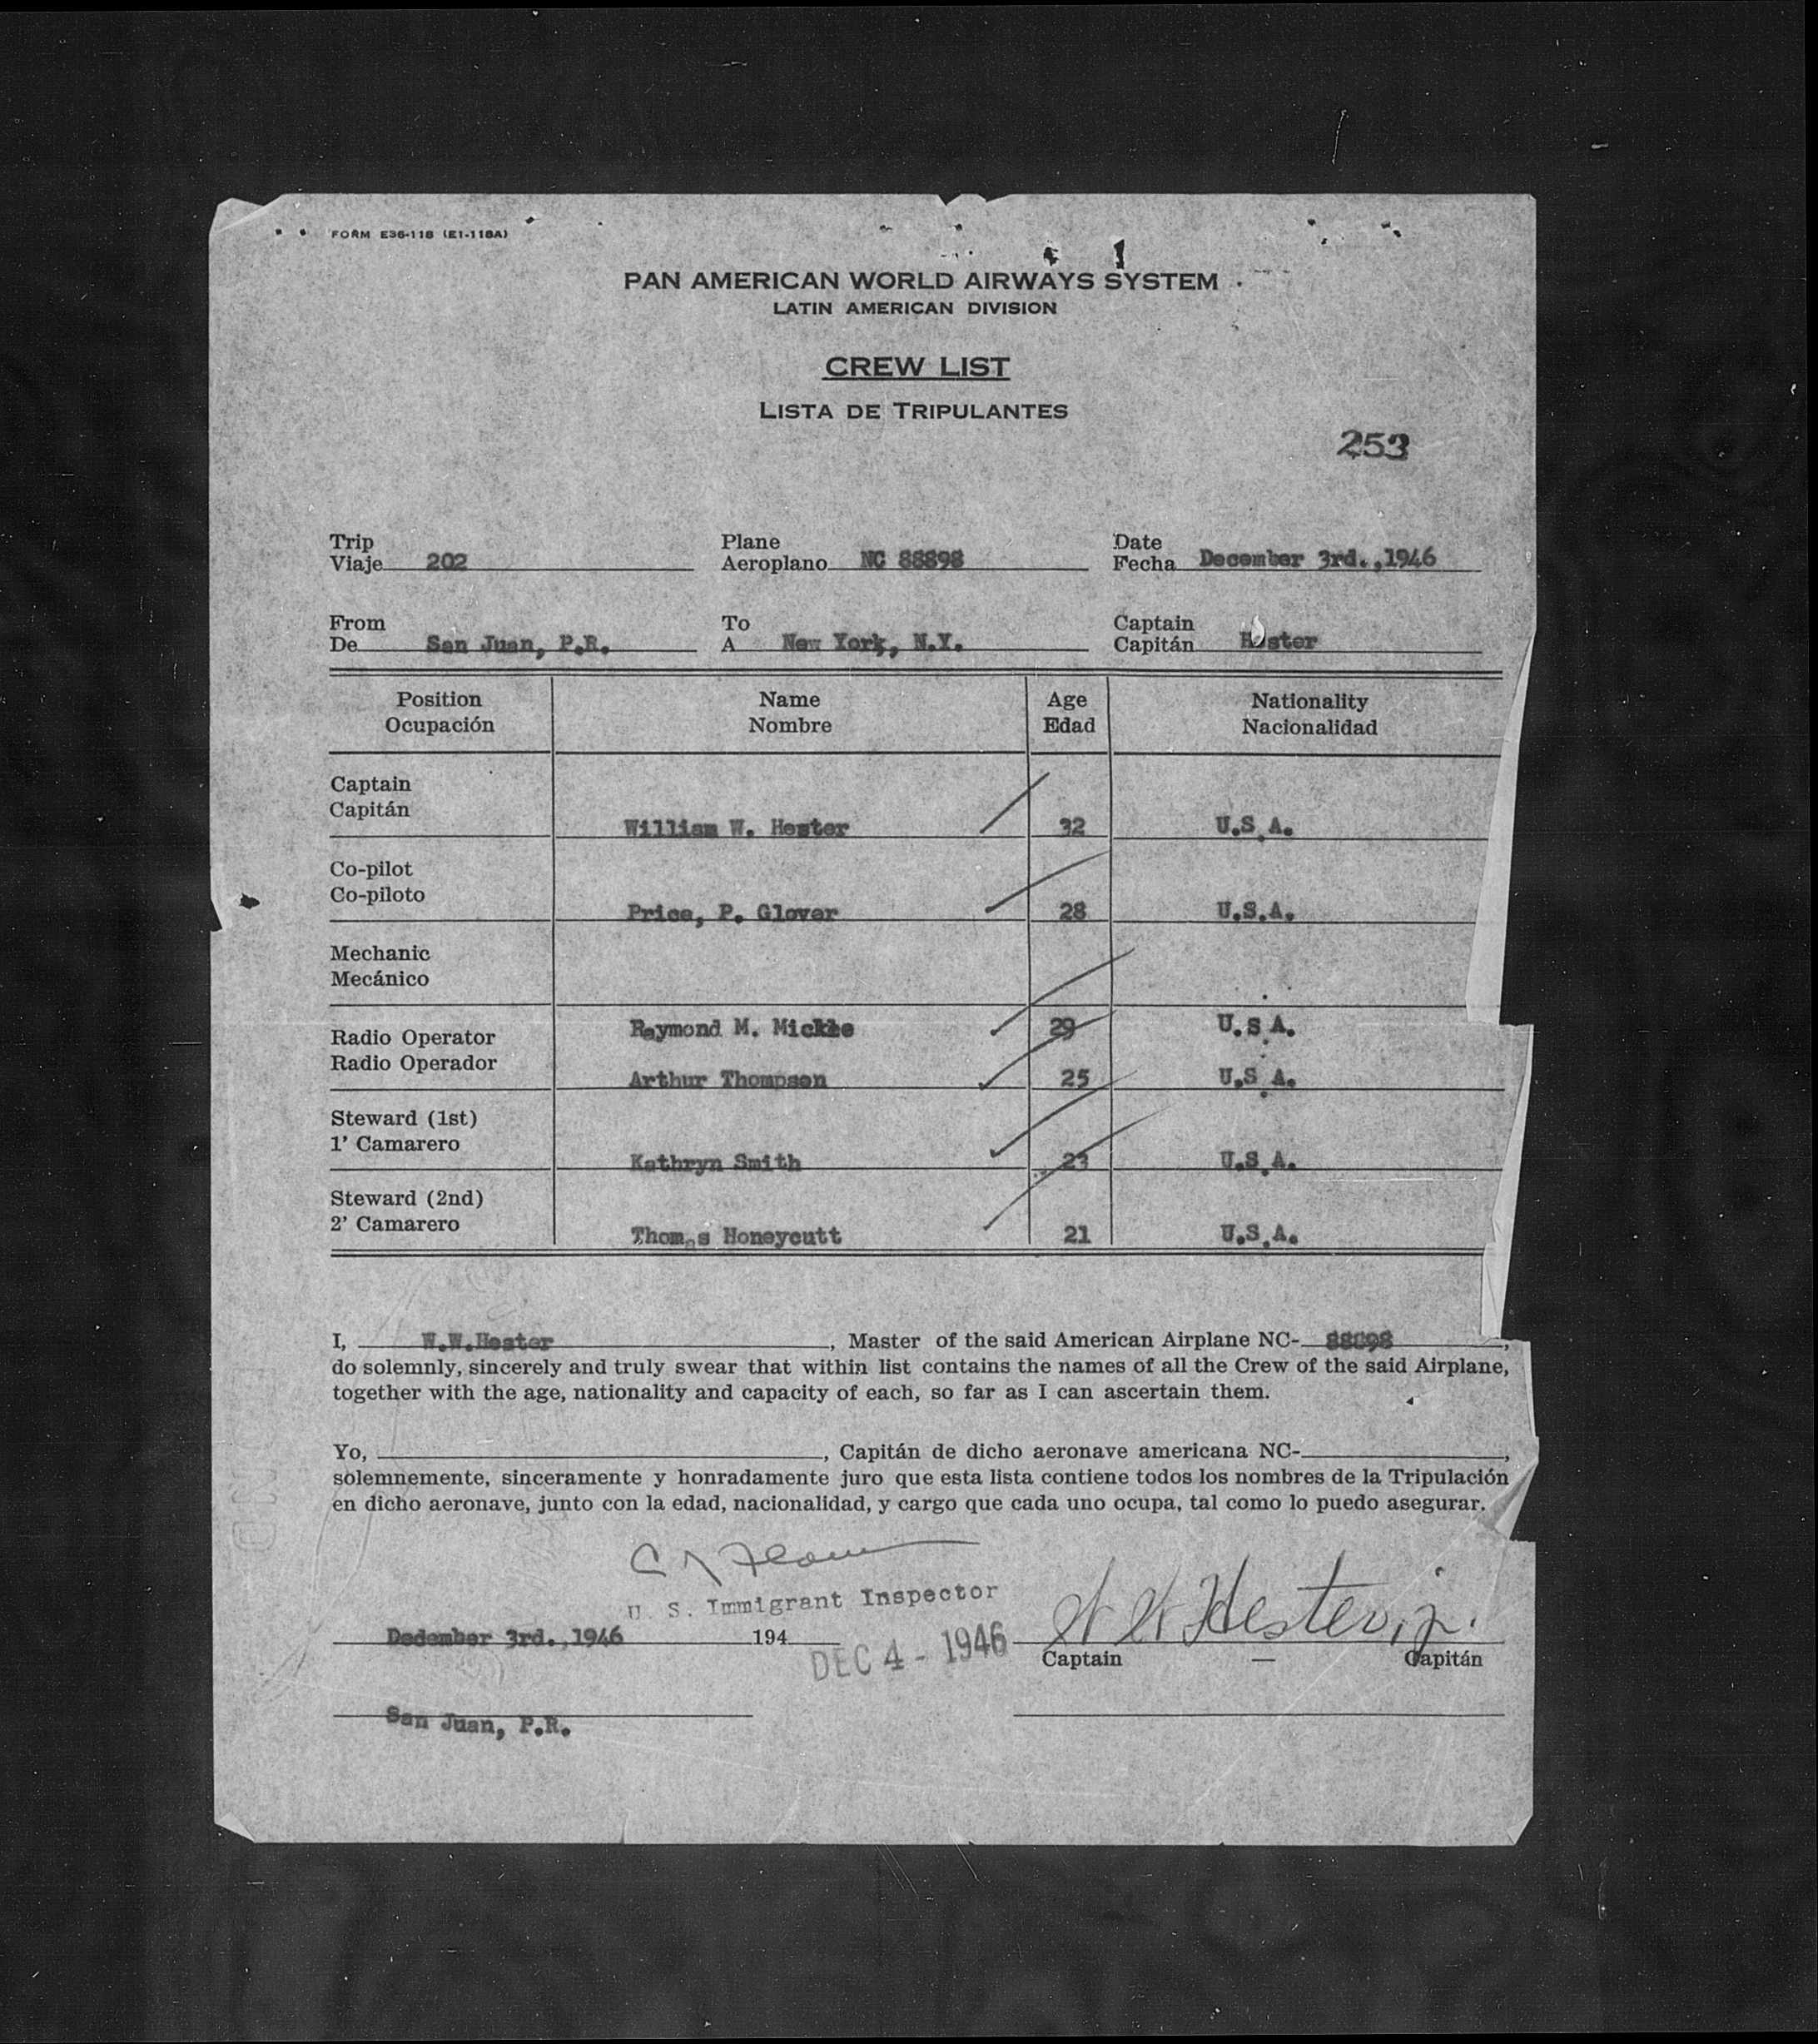 FORM E36-118 (E1-118A)
PAN AMERICAN WORLD AIRWAYS SYSTEM
LATIN AMERICAN DIVISION
CREW LIST
LISTA DE TRIPULANTES
253
Trip Plane Date
Viaje 202 Aeroplano NC 88898 Fecha December 3rd.,1946
From To Captain
De San Juan, P.R. A New York, N.Y. Capitán Hester
Position Name Age Nationality
Ocupación Nombre Edad Nacionalidad
Captain
Capitán
William W. Hester 32 U.S.A.
Co-pilot
Co-piloto
Price, P. Glover 28 U.S.A.
Mechanic
Mecánico
Raymond M. 29 U.S.A.
Radio Operator
Radio Operador
Arthur Thompson 25 U.S.A.
Steward (1st)
1' Camarero
Kathryn Smith 23 U.S.A.
Steward (2nd)
2' Camarero
Thomas Honeycutt 21 U.S.A.
I, W.W.Hester, Master of the said American Airplane NC- 88898,
do solemnly, sincerely and truly swear that within list contains the names of all the Crew of the said Airplane,
together with the age, nationality and capacity of each, so far as I can ascertain them.
Yo, , Capitán de dicho aeronave americana NC- ,
solemnemente, sinceramente y honradamente juro que esta lista contiene todos los nombres de la Tripulación
en dicho aeronave, junto con la edad, nacionalidad, y cargo que cada uno ocupa, tal como lo puedo asegurar.
U. S. Immigrant Inspector
Dedember 3rd.,1946 194 W W Hester, jr.
DEC 4 - 1946
Captain — Capitán
San Juan, P.R.